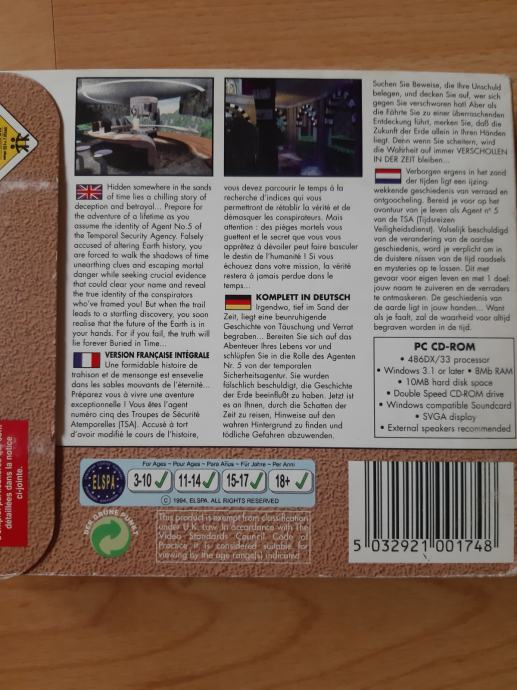 Hidden somewhere in the sands
of time lies a chilling story of
deception and betrayal... Prepare for
the adventure of a lifetime as you
assume the identity of Agent No.5 of
the Temporal Security Agency. Falsely
accused of altering Earth history, you
are forced to walk the shadows of time
unearthing clues and escaping mortal
danger while seeking crucial evidence
that could clear your name and reveal
the true identity of the conspirators
who've framed you! But when the trail
leads to a startling discovery, you soon
realise that the future of the Earth is in
your hands. For if you fail, the truth will
lie forever Buried in Time...
VERSION FRANÇAISE INTÉGRALE
Une formidable histoire de
trahison et de mensonge est ensevelie
dans les sables mouvants de l'éternité...
Préparez vous à vivre une aventure
exceptionnelle ! Vous êtes l'agent
numéro cinq des Troupes de Sécurité
Atemporelles (TSA). Accusé à tort
d'avoir modifié le cours de l'histoire,
vous devez parcourir le temps à la
recherche d'indices qui vous
permettront de rétablir la vérité et de
démasquer les conspirateurs. Mais
attention : des pièges mortels vous
guettent et le secret que vous vous
apprêtez à dévoiler peut faire basculer
le destin de l'humanité ! Si vous
échouez dans votre mission, la vérité
restera à jamais perdue dans le
temps...
KOMPLETT IN DEUTSCH
Irgendwo, tief im Sand der
Zeit, liegt eine beunruhigende
Geschichte von Täuschung und Verrat
begraben... Bereiten Sie sich auf das
Abenteuer Ihres Lebens vor und
schlüpfen Sie in die Rolle des Agenten
Nr. 5 von der temporalen
Sicherheitsagentur. Sie wurden
fälschlich beschuldigt, die Geschichte
der Erde beeinflußt zu haben. Jetzt ist
es an Ihnen, durch die Schatten der
Zeit zu reisen, Hinweise auf den
wahren Hintergrund zu finden und
tödliche Gefahren abzuwenden.
Suchen Sie Beweise, die Ihre Unschuld
belegen, und decken Sie auf, wer sich
gegen Sie verschworen hat! Aber als
die Fährte Sie zu einer überraschenden
Entdeckung führt, merken Sie, daß die
Zukunft der Erde allein in Ihren Händen
liegt. Denn wenn Sie scheitern, wird
die Wahrheit auf immer VERSCHOLLEN
IN DER ZEIT bleiben...
Verborgen ergens in het zand
der tijden ligt een ijzing-
wekkende geschiedenis van verraad en
ontgoocheling. Bereid je voor op het
avontuur van je leven als Agent n° 5
van de TSA (Tijdsreizen
Veiligheidsdienst). Valselijk beschuldigd
van de verandering van de aardse
geschiedenis, word je verplicht om in
de duistere nissen van de tijd raadsels
en mysteries op te lossen. Dit met
gevaar voor eigen leven en met 1 doel:
jouw naam te zuiveren en de verraders
te ontmaskeren. De geschiedenis van
de aarde ligt in jouw handen... Want
als je faalt, zal de waarheid voor altijd
begraven worden in de tijd.
PC CD-ROM
• 486DX/33 processor
• Windows 3.1 or later • 8Mb RAM
• 10MB hard disk space
• Double Speed CD-ROM drive
• Windows compatible Soundcard
• SVGA display
• External speakers recommended
détaillées dans la notice
ci-jointe.
ELSPA
For Ages – Pour Ages – Para Años – Für Jahre – Per Anni
3-10 ✓ 11-14 ✓ 15-17 ✓ 18+ ✓
© 1994, ELSPA. ALL RIGHTS RESERVED
DER GRÜNE PUNKT
This product is exempt from classification
under U.K. Law. In accordance with The
Video Standards Council Code of
Practice it is considered suitable for
viewing by the age range(s) indicated
5 032921 001748